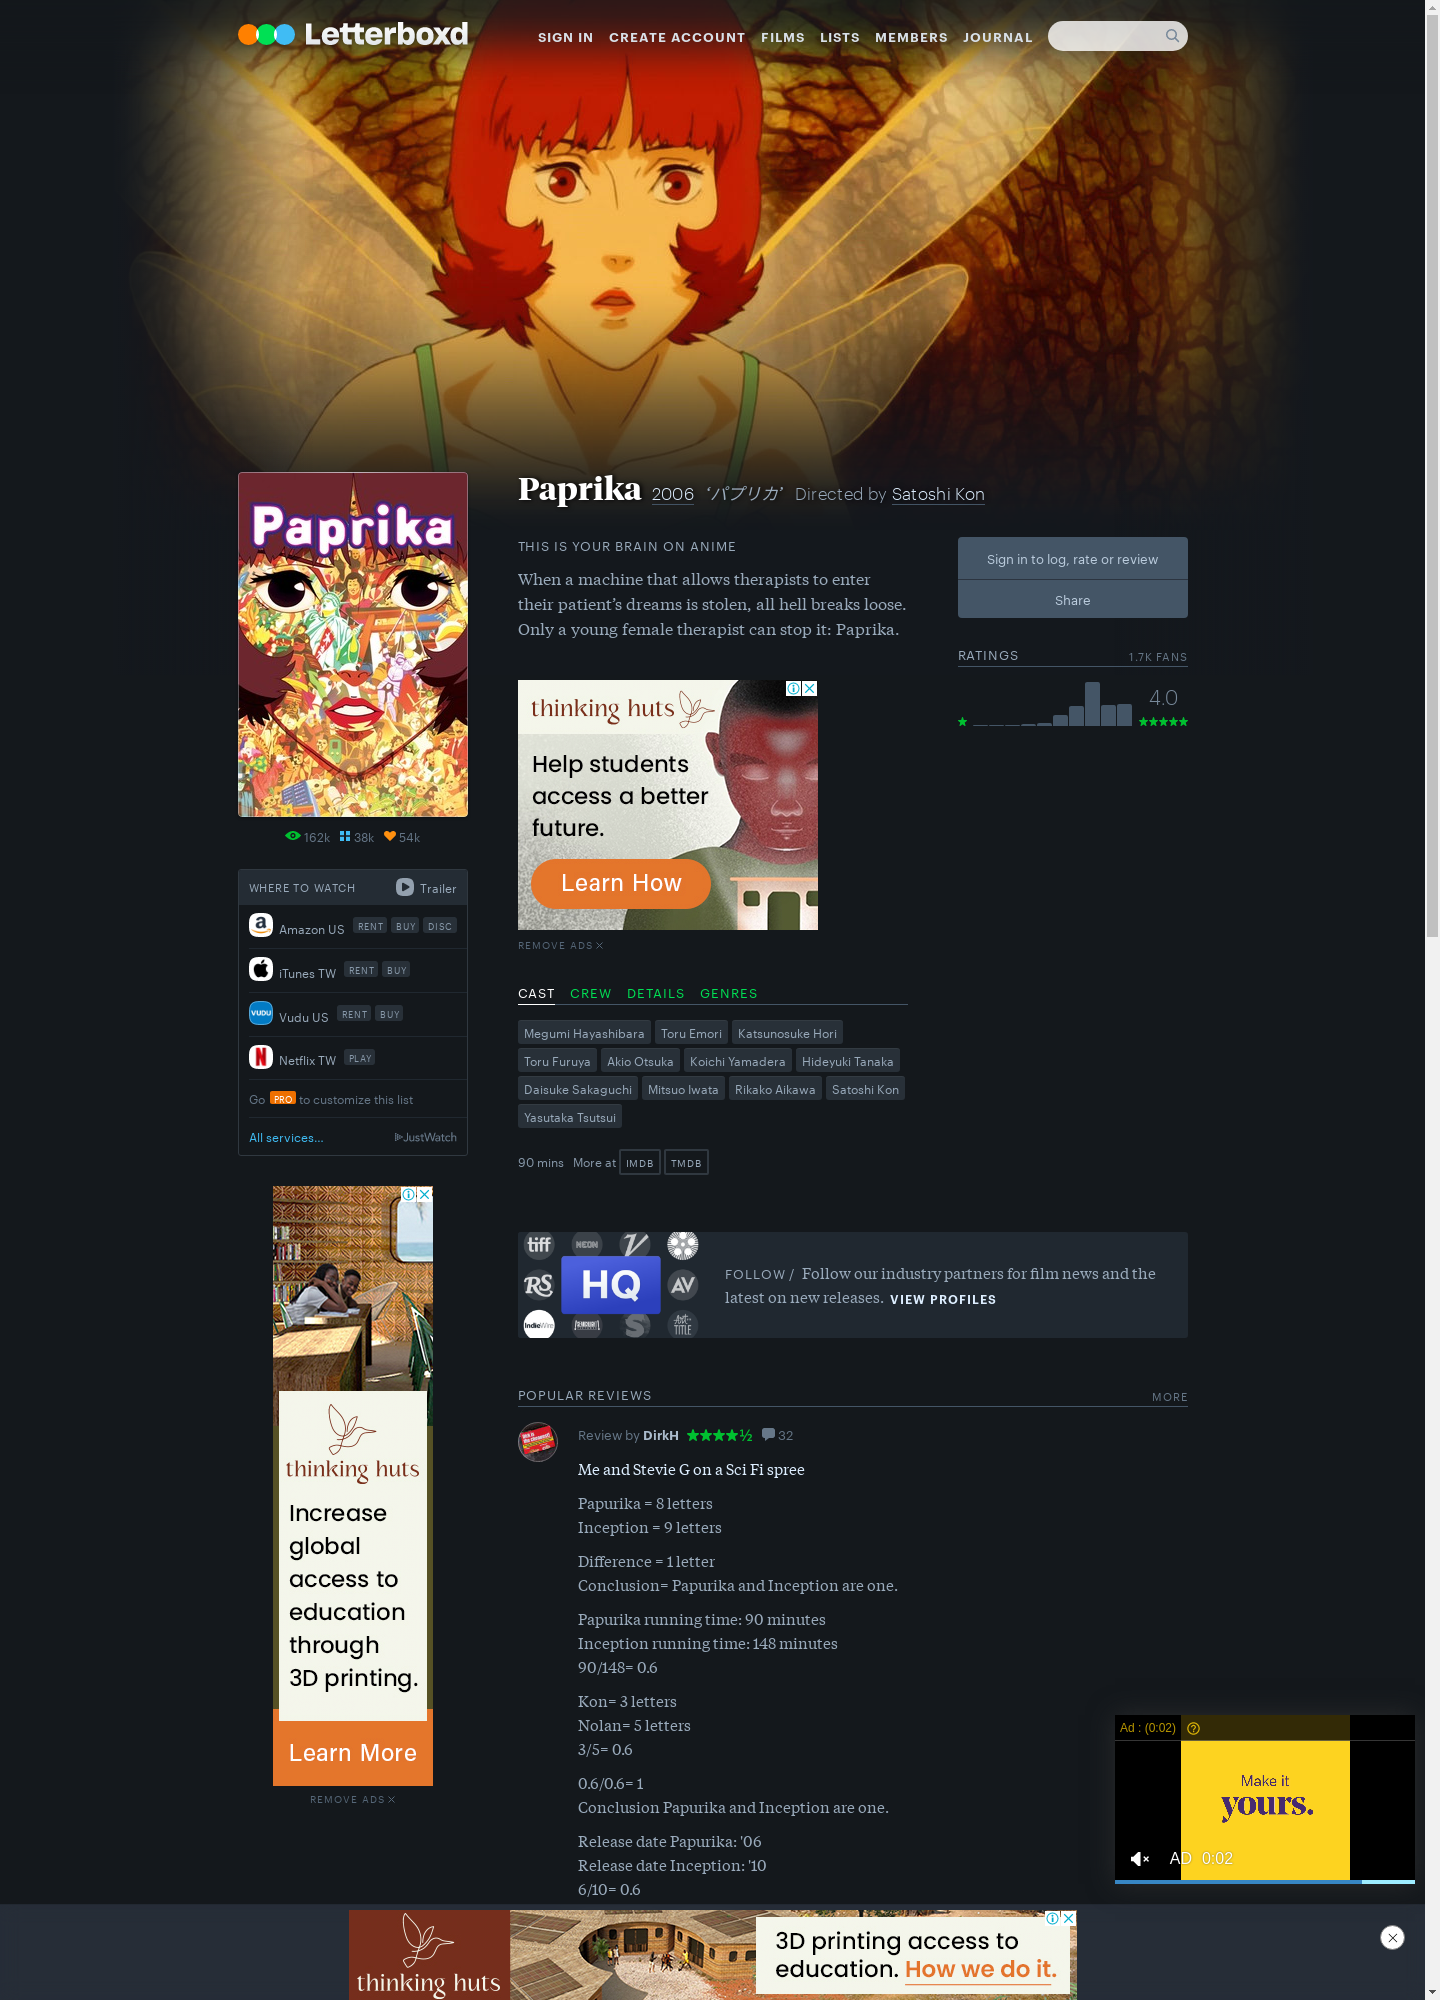 Letterboxd
SIGN IN CREATE ACCOUNT FILMS LISTS MEMBERS JOURNAL
Paprika
Paprika 2006 ‘パプリカ’ Directed by Satoshi Kon
THIS IS YOUR BRAIN ON ANIME
When a machine that allows therapists to enter
their patient’s dreams is stolen, all hell breaks loose.
Only a young female therapist can stop it: Paprika.
Sign in to log, rate or review
Share
RATINGS 1.7K FANS
4.0
162k 38k 54k
WHERE TO WATCH Trailer
Amazon US RENT BUY DISC
iTunes TW RENT BUY
VUDU Vudu US RENT BUY
Netflix TW PLAY
Go PRO to customize this list
All services… JustWatch
thinking huts
Help students
access a better
future.
Learn How
REMOVE ADS
CAST CREW DETAILS GENRES
Megumi Hayashibara Toru Emori Katsunosuke Hori
Toru Furuya Akio Otsuka Koichi Yamadera Hideyuki Tanaka
Daisuke Sakaguchi Mitsuo Iwata Rikako Aikawa Satoshi Kon
Yasutaka Tsutsui
90 mins More at IMDB TMDB
thinking huts
Increase
global
access to
education
through
3D printing.
Learn More
REMOVE ADS
tiff NEON V
RS HQ AV
IndieWire S Art of the TITLE
FOLLOW / Follow our industry partners for film news and the
latest on new releases. VIEW PROFILES
POPULAR REVIEWS MORE
Review by DirkH ★★★★½ 32
Me and Stevie G on a Sci Fi spree
Papurika = 8 letters
Inception = 9 letters
Difference = 1 letter
Conclusion= Papurika and Inception are one.
Papurika running time: 90 minutes
Inception running time: 148 minutes
90/148= 0.6
Kon= 3 letters
Nolan= 5 letters
3/5= 0.6
0.6/0.6= 1
Conclusion Papurika and Inception are one.
Release date Papurika: '06
Release date Inception: '10
6/10= 0.6
Ad : (0:02)
Make it
yours.
AD 0:02
thinking huts
3D printing access to
education. How we do it.